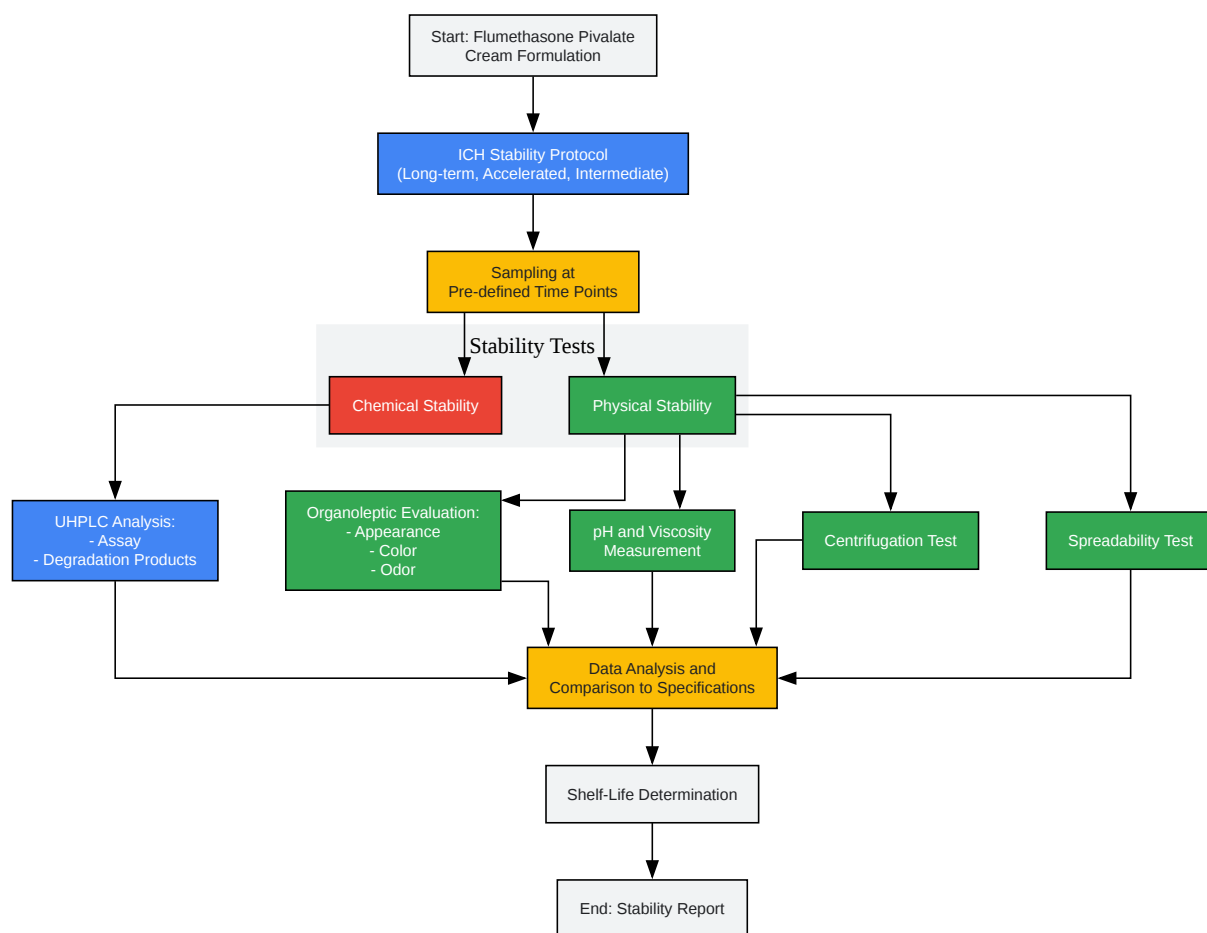 Start: Flumethasone Pivalate
Cream Formulation
ICH Stability Protocol
(Long-term, Accelerated, Intermediate)
Sampling at
Pre-defined Time Points
Stability Tests
Chemical Stability
Physical Stability
UHPLC Analysis:
- Assay
- Degradation Products
Organoleptic Evaluation:
- Appearance
- Color
- Odor
pH and Viscosity
Measurement
Centrifugation Test
Spreadability Test
Data Analysis and
Comparison to Specifications
Shelf-Life Determination
End: Stability Report